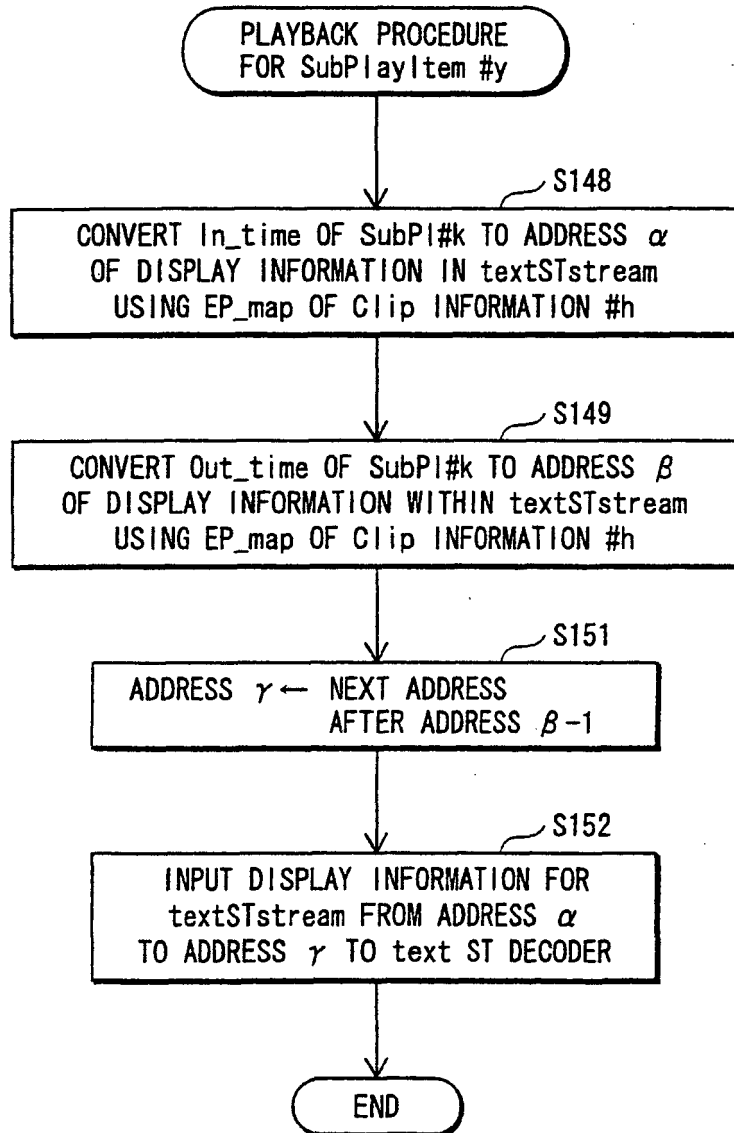 PLAYBACK PROCEDURE
FOR SubPlayItem #y
S148
CONVERT In_time OF SubPl#k TO ADDRESS α
OF DISPLAY INFORMATION IN textSTstream
USING EP_map OF Clip INFORMATION #h
S149
CONVERT Out_time OF SubPl#k TO ADDRESS β
OF DISPLAY INFORMATION WITHIN textSTstream
USING EP_map OF Clip INFORMATION #h
S151
ADDRESS γ ← NEXT ADDRESS
AFTER ADDRESS β-1
S152
INPUT DISPLAY INFORMATION FOR
textSTstream FROM ADDRESS α
TO ADDRESS γ TO text ST DECODER
END